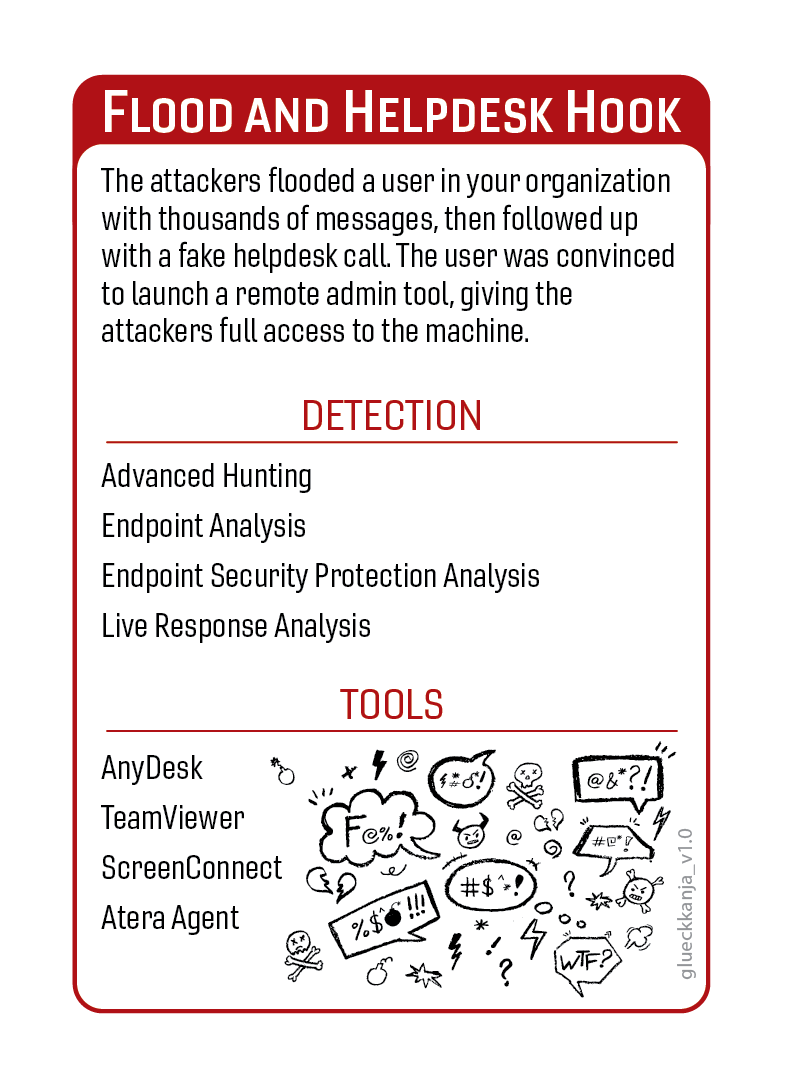 Flood and Helpdesk Hook
The attackers flooded a user in your organization
with thousands of messages, then followed up
with a fake helpdesk call. The user was convinced
to launch a remote admin tool, giving the
attackers full access to the machine.
DETECTION
Advanced Hunting
Endpoint Analysis
Endpoint Security Protection Analysis
Live Response Analysis
TOOLS
AnyDesk
TeamViewer
ScreenConnect
Atera Agent
@&*?!
F@%!
@
#@*!
#$^*!
%$^!!!
?
!
?
WTF?
glueckkanja_v1.0